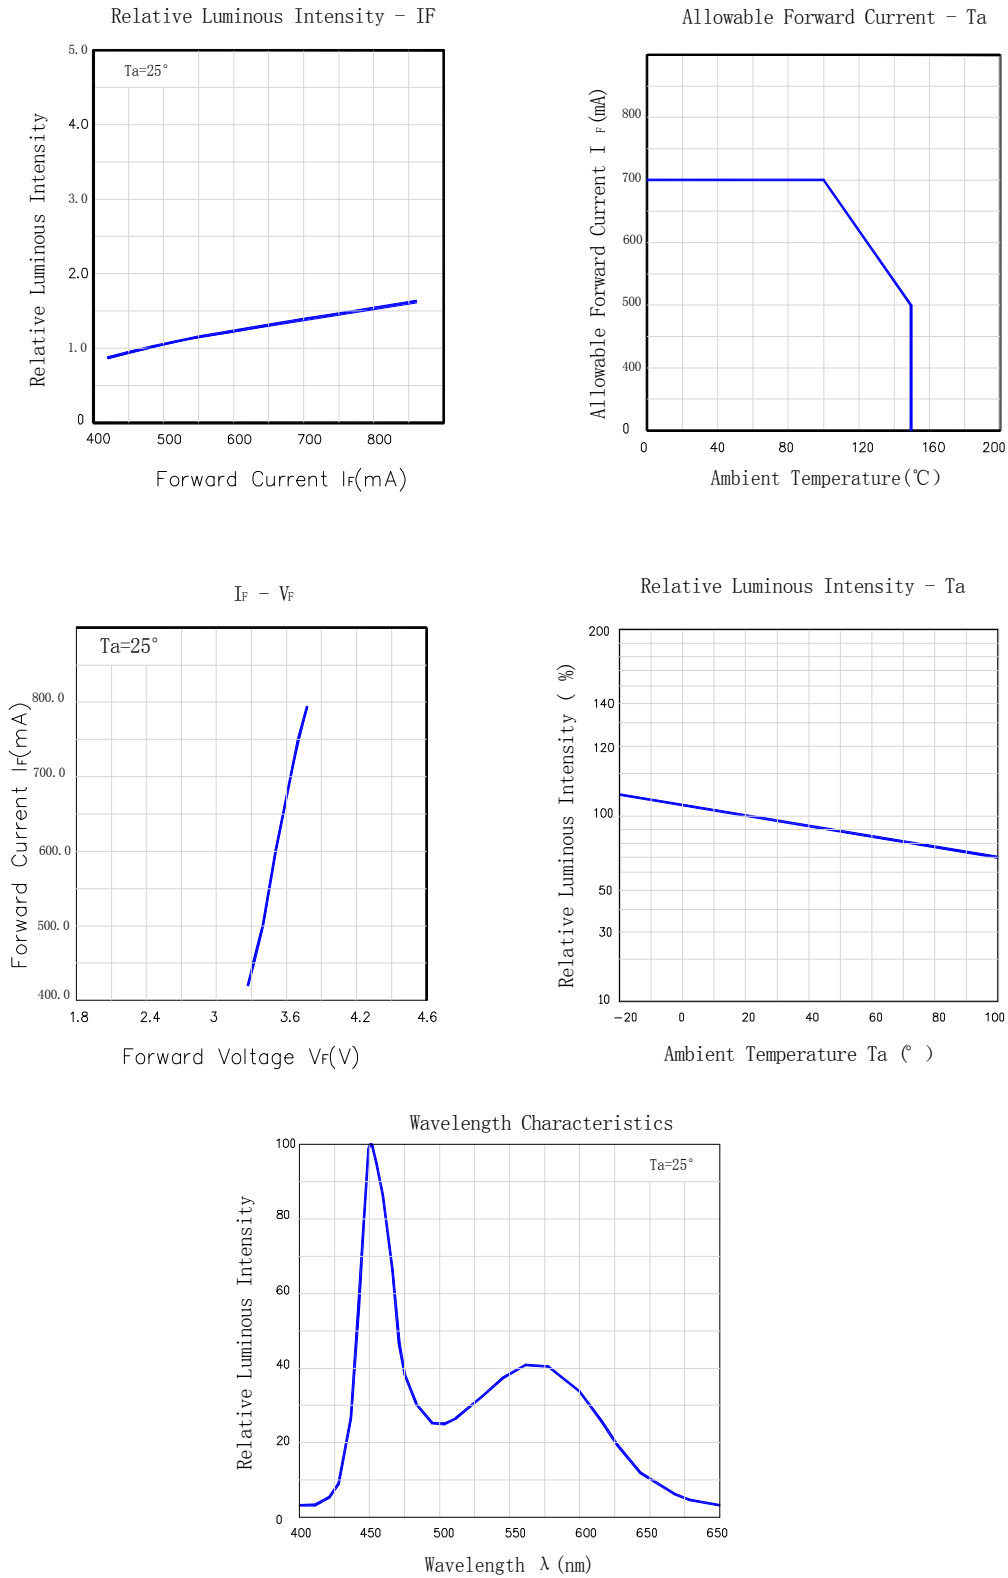 Relative Luminous Intensity - IF
Relative Luminous Intensity
Ta=25°
5.0
4.0
3.0
2.0
1.0
0
400 500 600 700 800
Forward Current IF(mA)
Allowable Forward Current - Ta
Allowable Forward Current I F(mA)
800
700
600
500
400
0
0 40 80 120 160 200
Ambient Temperature(℃)
IF - VF
Forward Current IF(mA)
Ta=25°
800.0
700.0
600.0
500.0
400.0
1.8 2.4 3 3.6 4.2 4.6
Forward Voltage VF(V)
Relative Luminous Intensity - Ta
Relative Luminous Intensity ( %)
200
140
120
100
50
30
10
-20 0 20 40 60 80 100
Ambient Temperature Ta (° )
Wavelength Characteristics
Relative Luminous Intensity
Ta=25°
100
80
60
40
20
0
400 450 500 550 600 650 650
Wavelength λ (nm)